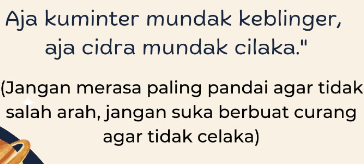 Aja kuminter mundak keblinger,
aja cidra mundak cilaka."
(Jangan merasa paling pandai agar tidak
salah arah, jangan suka berbuat curang
agar tidak celaka)